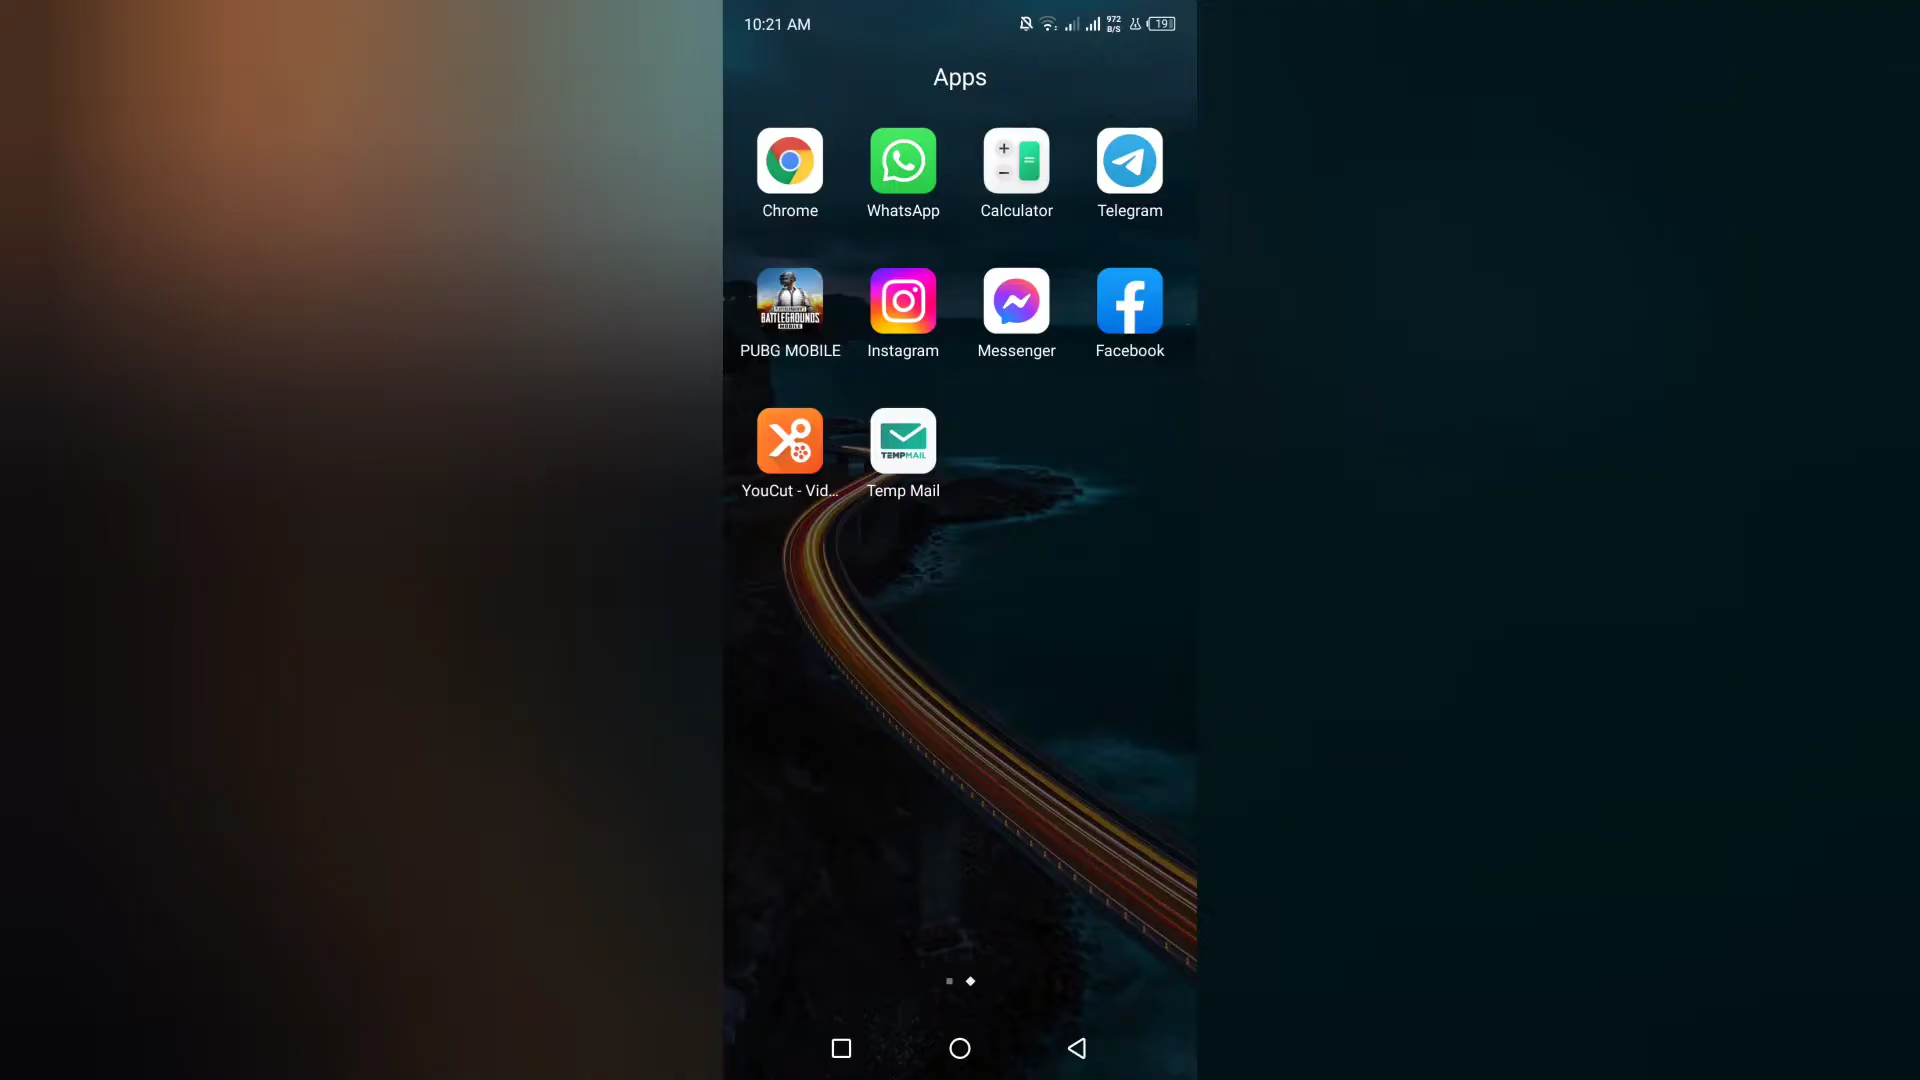 10:21 AM
972
B/S
19
Apps
Chrome WhatsApp Calculator Telegram
BATTLEGROUNDS
MOBILE
PUBG MOBILE Instagram Messenger Facebook
TEMPMAIL
YouCut - Vid... Temp Mail